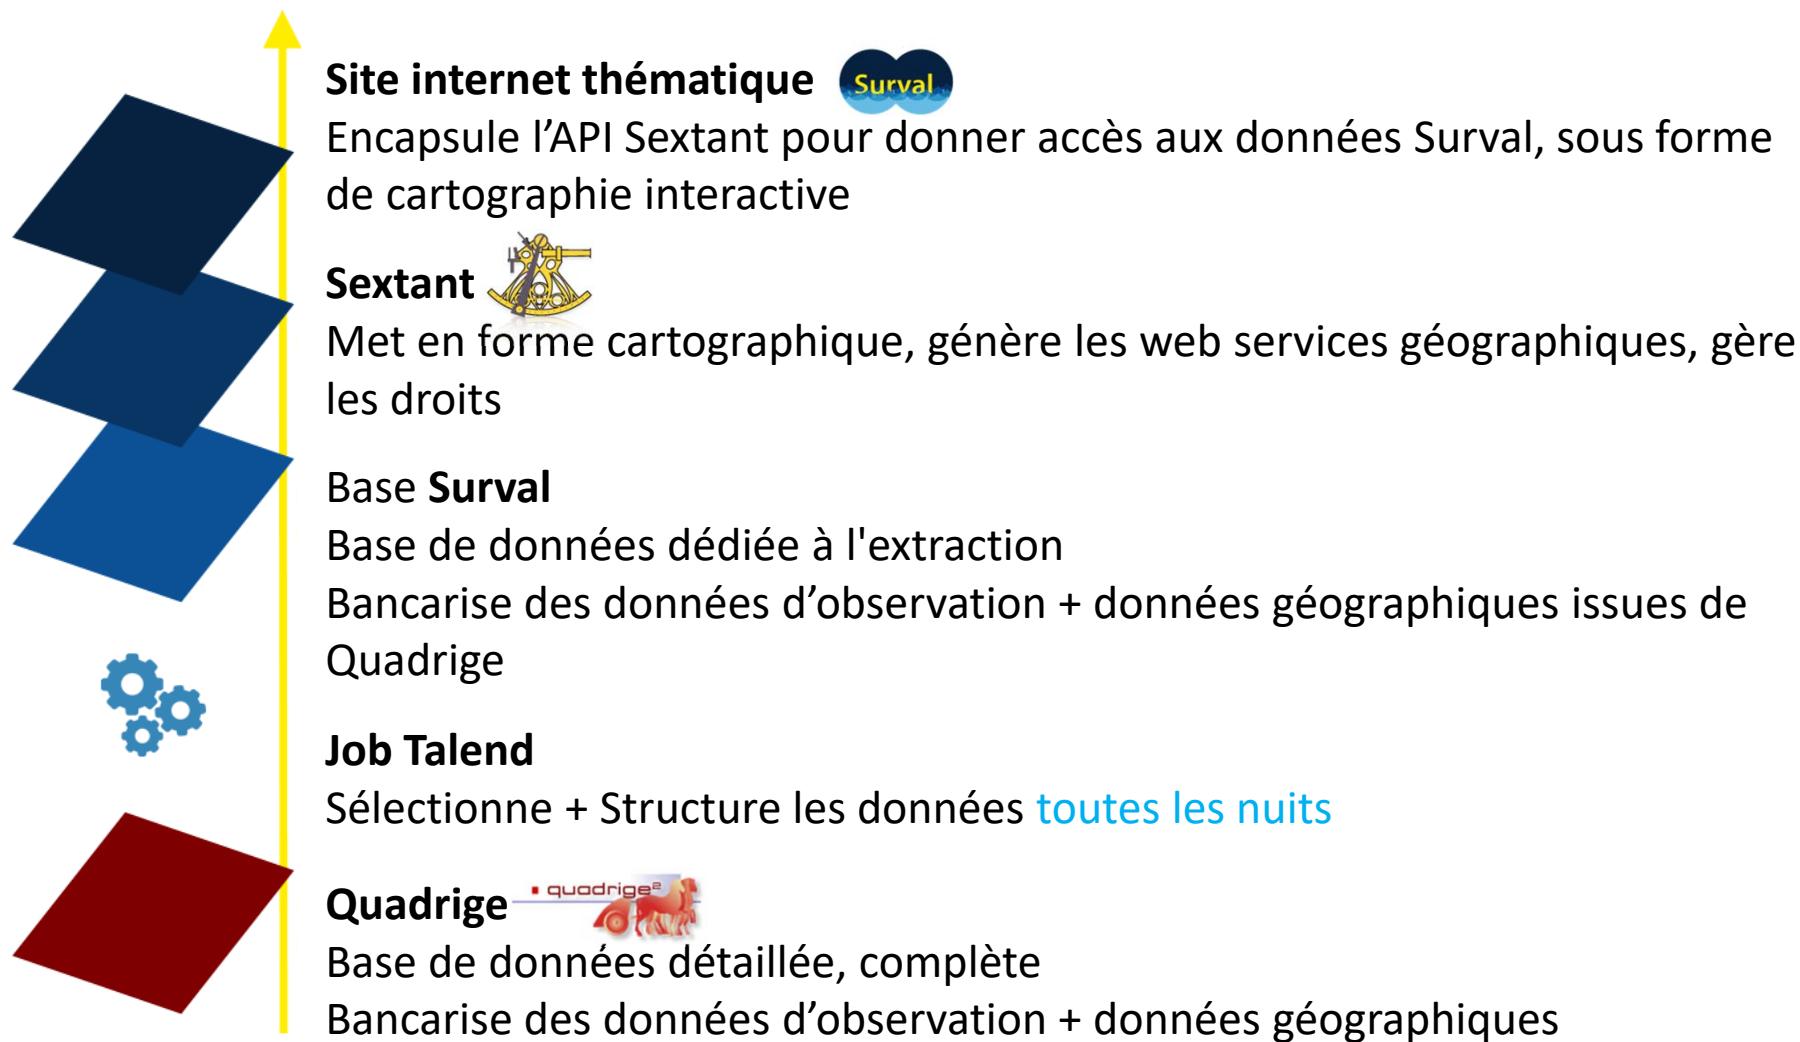 Site internet thématique Surval
Encapsule l’API Sextant pour donner accès aux données Surval, sous forme
de cartographie interactive
Sextant
Met en forme cartographique, génère les web services géographiques, gère
les droits
Base Surval
Base de données dédiée à l'extraction
Bancarise des données d’observation + données géographiques issues de
Quadrige
Job Talend
Sélectionne + Structure les données toutes les nuits
Quadrige quadrige²
Base de données détaillée, complète
Bancarise des données d’observation + données géographiques